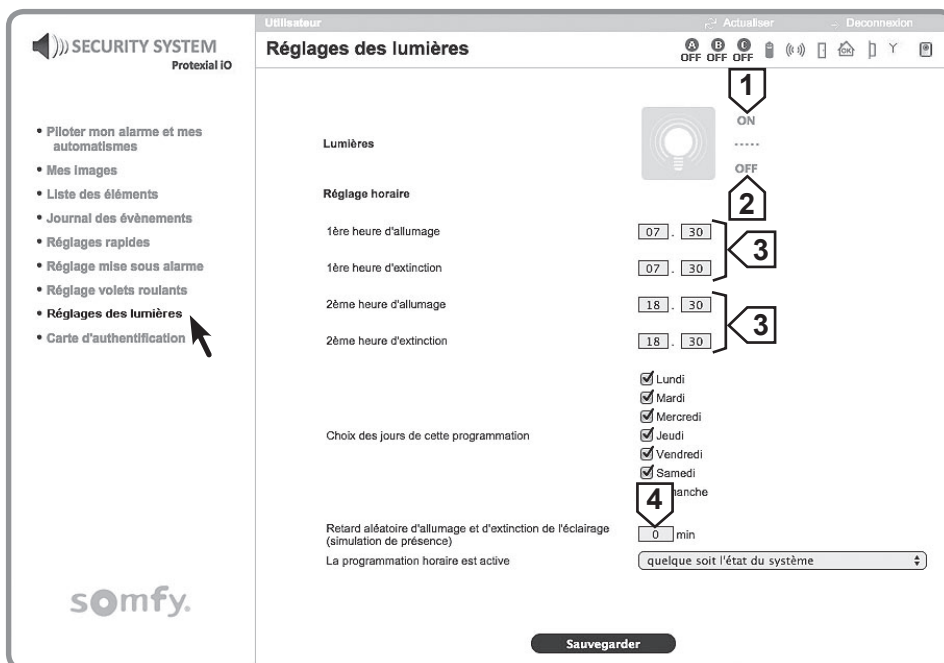 Utilisateur
Actualiser
Deconnexion
SECURITY SYSTEM
Protexial iO
Réglages des lumières
A B C
OFF OFF OFF
OK
• Piloter mon alarme et mes
automatismes
• Mes images
• Liste des éléments
• Journal des évènements
• Réglages rapides
• Réglage mise sous alarme
• Réglage volets roulants
• Réglages des lumières
• Carte d'authentification
somfy.
1
Lumières
ON
-----
OFF
2
Réglage horaire
1ère heure d'allumage 07 . 30
3
1ère heure d'extinction 07 . 30
2ème heure d'allumage 18 . 30
3
2ème heure d'extinction 18 . 30
Lundi
Mardi
Mercredi
Choix des jours de cette programmation
Jeudi
Vendredi
Samedi
manche
4
Retard aléatoire d'allumage et d'extinction de l'éclairage
(simulation de présence)
0 min
La programmation horaire est active quelque soit l'état du système
Sauvegarder